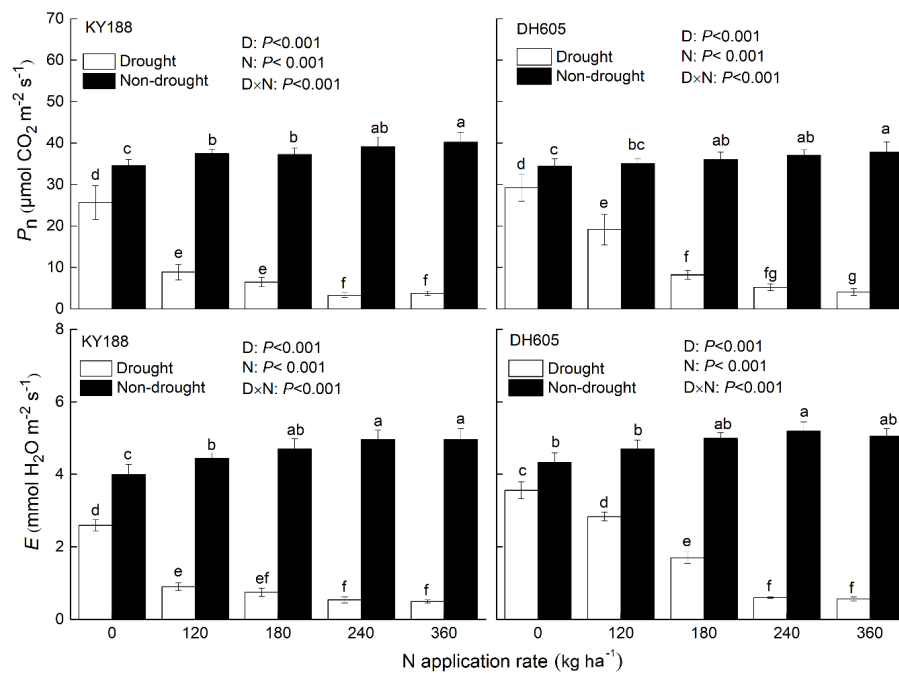 KY188
Drought
Non-drought
D: P<0.001
N: P< 0.001
D×N: P<0.001
70
60
50
40
30
20
10
0
Pn (μmol CO2 m-2 s-1)
d
c
e
b
e
b
f
ab
f
a
DH605
Drought
Non-drought
D: P<0.001
N: P< 0.001
D×N: P<0.001
d
c
e
bc
f
ab
fg
ab
g
a
KY188
Drought
Non-drought
D: P<0.001
N: P< 0.001
D×N: P<0.001
8
6
4
2
0
E (mmol H2O m-2 s-1)
d
c
e
b
ef
ab
f
a
f
a
0 120 180 240 360
DH605
Drought
Non-drought
D: P<0.001
N: P< 0.001
D×N: P<0.001
c
b
d
b
e
ab
f
a
f
ab
0 120 180 240 360
N application rate (kg ha-1)